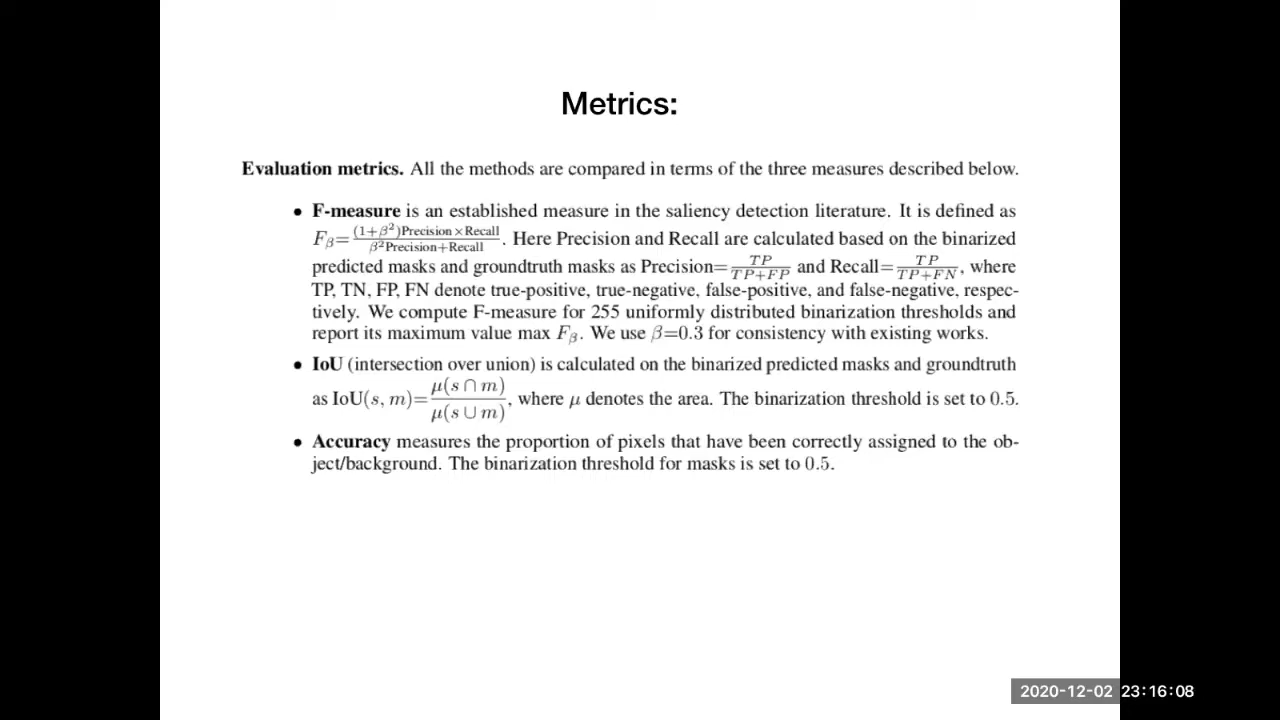 Metrics:
Evaluation metrics. All the methods are compared in terms of the three measures described below.
• F-measure is an established measure in the saliency detection literature. It is defined as
F_β=\frac{(1+β^2)Precision×Recall}{β^2Precision+Recall}. Here Precision and Recall are calculated based on the binarized
predicted masks and groundtruth masks as Precision=\frac{TP}{TP+FP} and Recall=\frac{TP}{TP+FN}, where
TP, TN, FP, FN denote true-positive, true-negative, false-positive, and false-negative, respec-
tively. We compute F-measure for 255 uniformly distributed binarization thresholds and
report its maximum value max F_β. We use β=0.3 for consistency with existing works.
• IoU (intersection over union) is calculated on the binarized predicted masks and groundtruth
as IoU(s, m)=\frac{μ(s ∩ m)}{μ(s ∪ m)}, where μ denotes the area. The binarization threshold is set to 0.5.
• Accuracy measures the proportion of pixels that have been correctly assigned to the ob-
ject/background. The binarization threshold for masks is set to 0.5.
2020-12-02 23:16:08